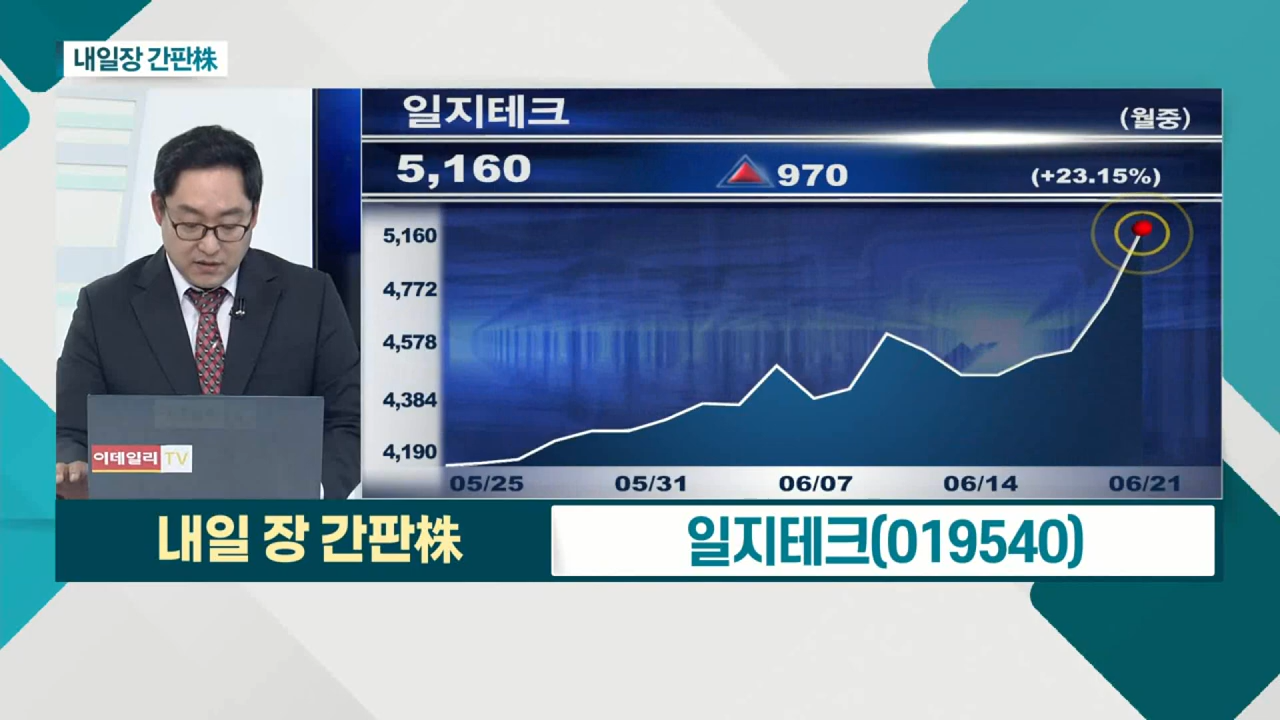 내일장 간판株
일지테크
(월중)
5,160
970
(+23.15%)
5,160
4,772
4,578
4,384
4,190
05/25 05/31 06/07 06/14 06/21
이데일리 TV
내일 장 간판株
일지테크(019540)